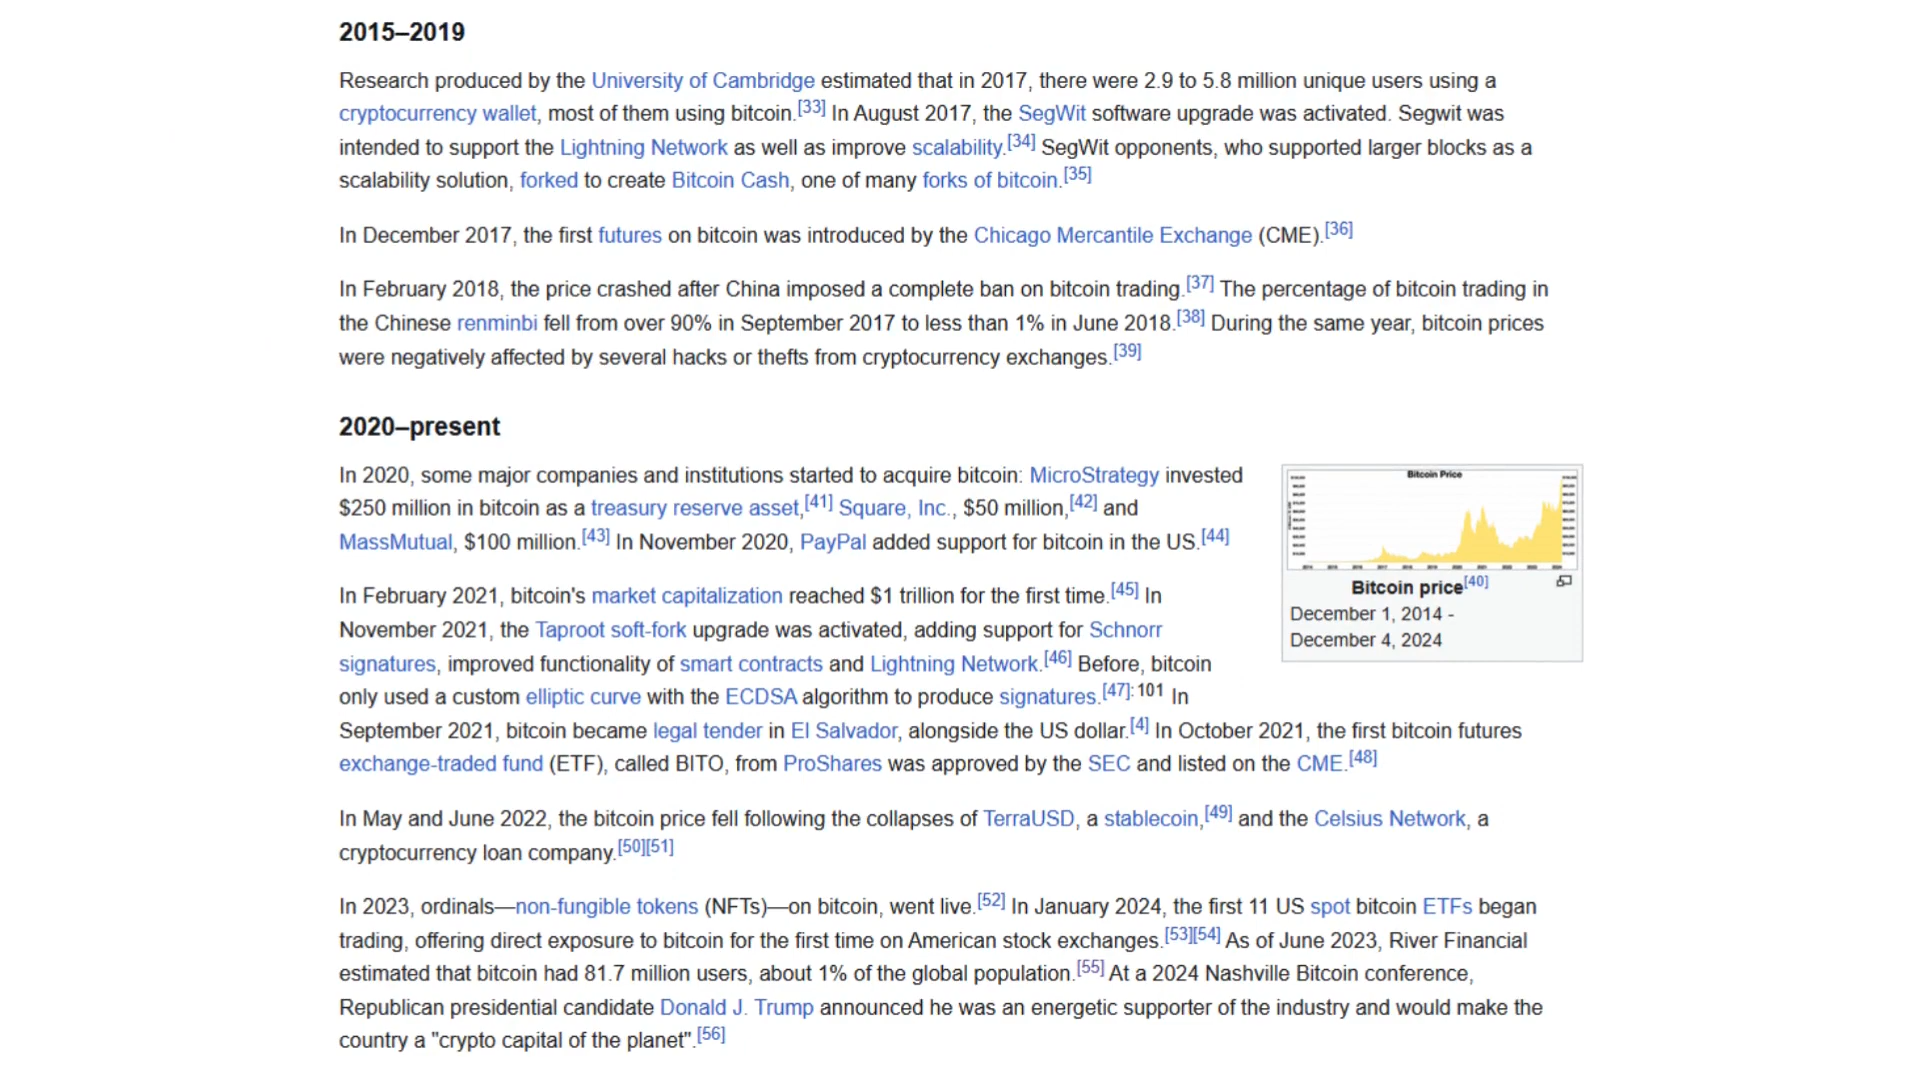 2015–2019
Research produced by the University of Cambridge estimated that in 2017, there were 2.9 to 5.8 million unique users using a
cryptocurrency wallet, most of them using bitcoin.[33] In August 2017, the SegWit software upgrade was activated. Segwit was
intended to support the Lightning Network as well as improve scalability.[34] SegWit opponents, who supported larger blocks as a
scalability solution, forked to create Bitcoin Cash, one of many forks of bitcoin.[35]
In December 2017, the first futures on bitcoin was introduced by the Chicago Mercantile Exchange (CME).[36]
In February 2018, the price crashed after China imposed a complete ban on bitcoin trading.[37] The percentage of bitcoin trading in
the Chinese renminbi fell from over 90% in September 2017 to less than 1% in June 2018.[38] During the same year, bitcoin prices
were negatively affected by several hacks or thefts from cryptocurrency exchanges.[39]
2020–present
In 2020, some major companies and institutions started to acquire bitcoin: MicroStrategy invested
$250 million in bitcoin as a treasury reserve asset,[41] Square, Inc., $50 million,[42] and
MassMutual, $100 million.[43] In November 2020, PayPal added support for bitcoin in the US.[44]
In February 2021, bitcoin's market capitalization reached $1 trillion for the first time.[45] In
November 2021, the Taproot soft-fork upgrade was activated, adding support for Schnorr
signatures, improved functionality of smart contracts and Lightning Network.[46] Before, bitcoin
only used a custom elliptic curve with the ECDSA algorithm to produce signatures.[47]:101 In
September 2021, bitcoin became legal tender in El Salvador, alongside the US dollar.[4] In October 2021, the first bitcoin futures
exchange-traded fund (ETF), called BITO, from ProShares was approved by the SEC and listed on the CME.[48]
In May and June 2022, the bitcoin price fell following the collapses of TerraUSD, a stablecoin,[49] and the Celsius Network, a
cryptocurrency loan company.[50][51]
In 2023, ordinals—non-fungible tokens (NFTs)—on bitcoin, went live.[52] In January 2024, the first 11 US spot bitcoin ETFs began
trading, offering direct exposure to bitcoin for the first time on American stock exchanges.[53][54] As of June 2023, River Financial
estimated that bitcoin had 81.7 million users, about 1% of the global population.[55] At a 2024 Nashville Bitcoin conference,
Republican presidential candidate Donald J. Trump announced he was an energetic supporter of the industry and would make the
country a "crypto capital of the planet".[56]
Bitcoin Price
Bitcoin price[40]
December 1, 2014 -
December 4, 2024